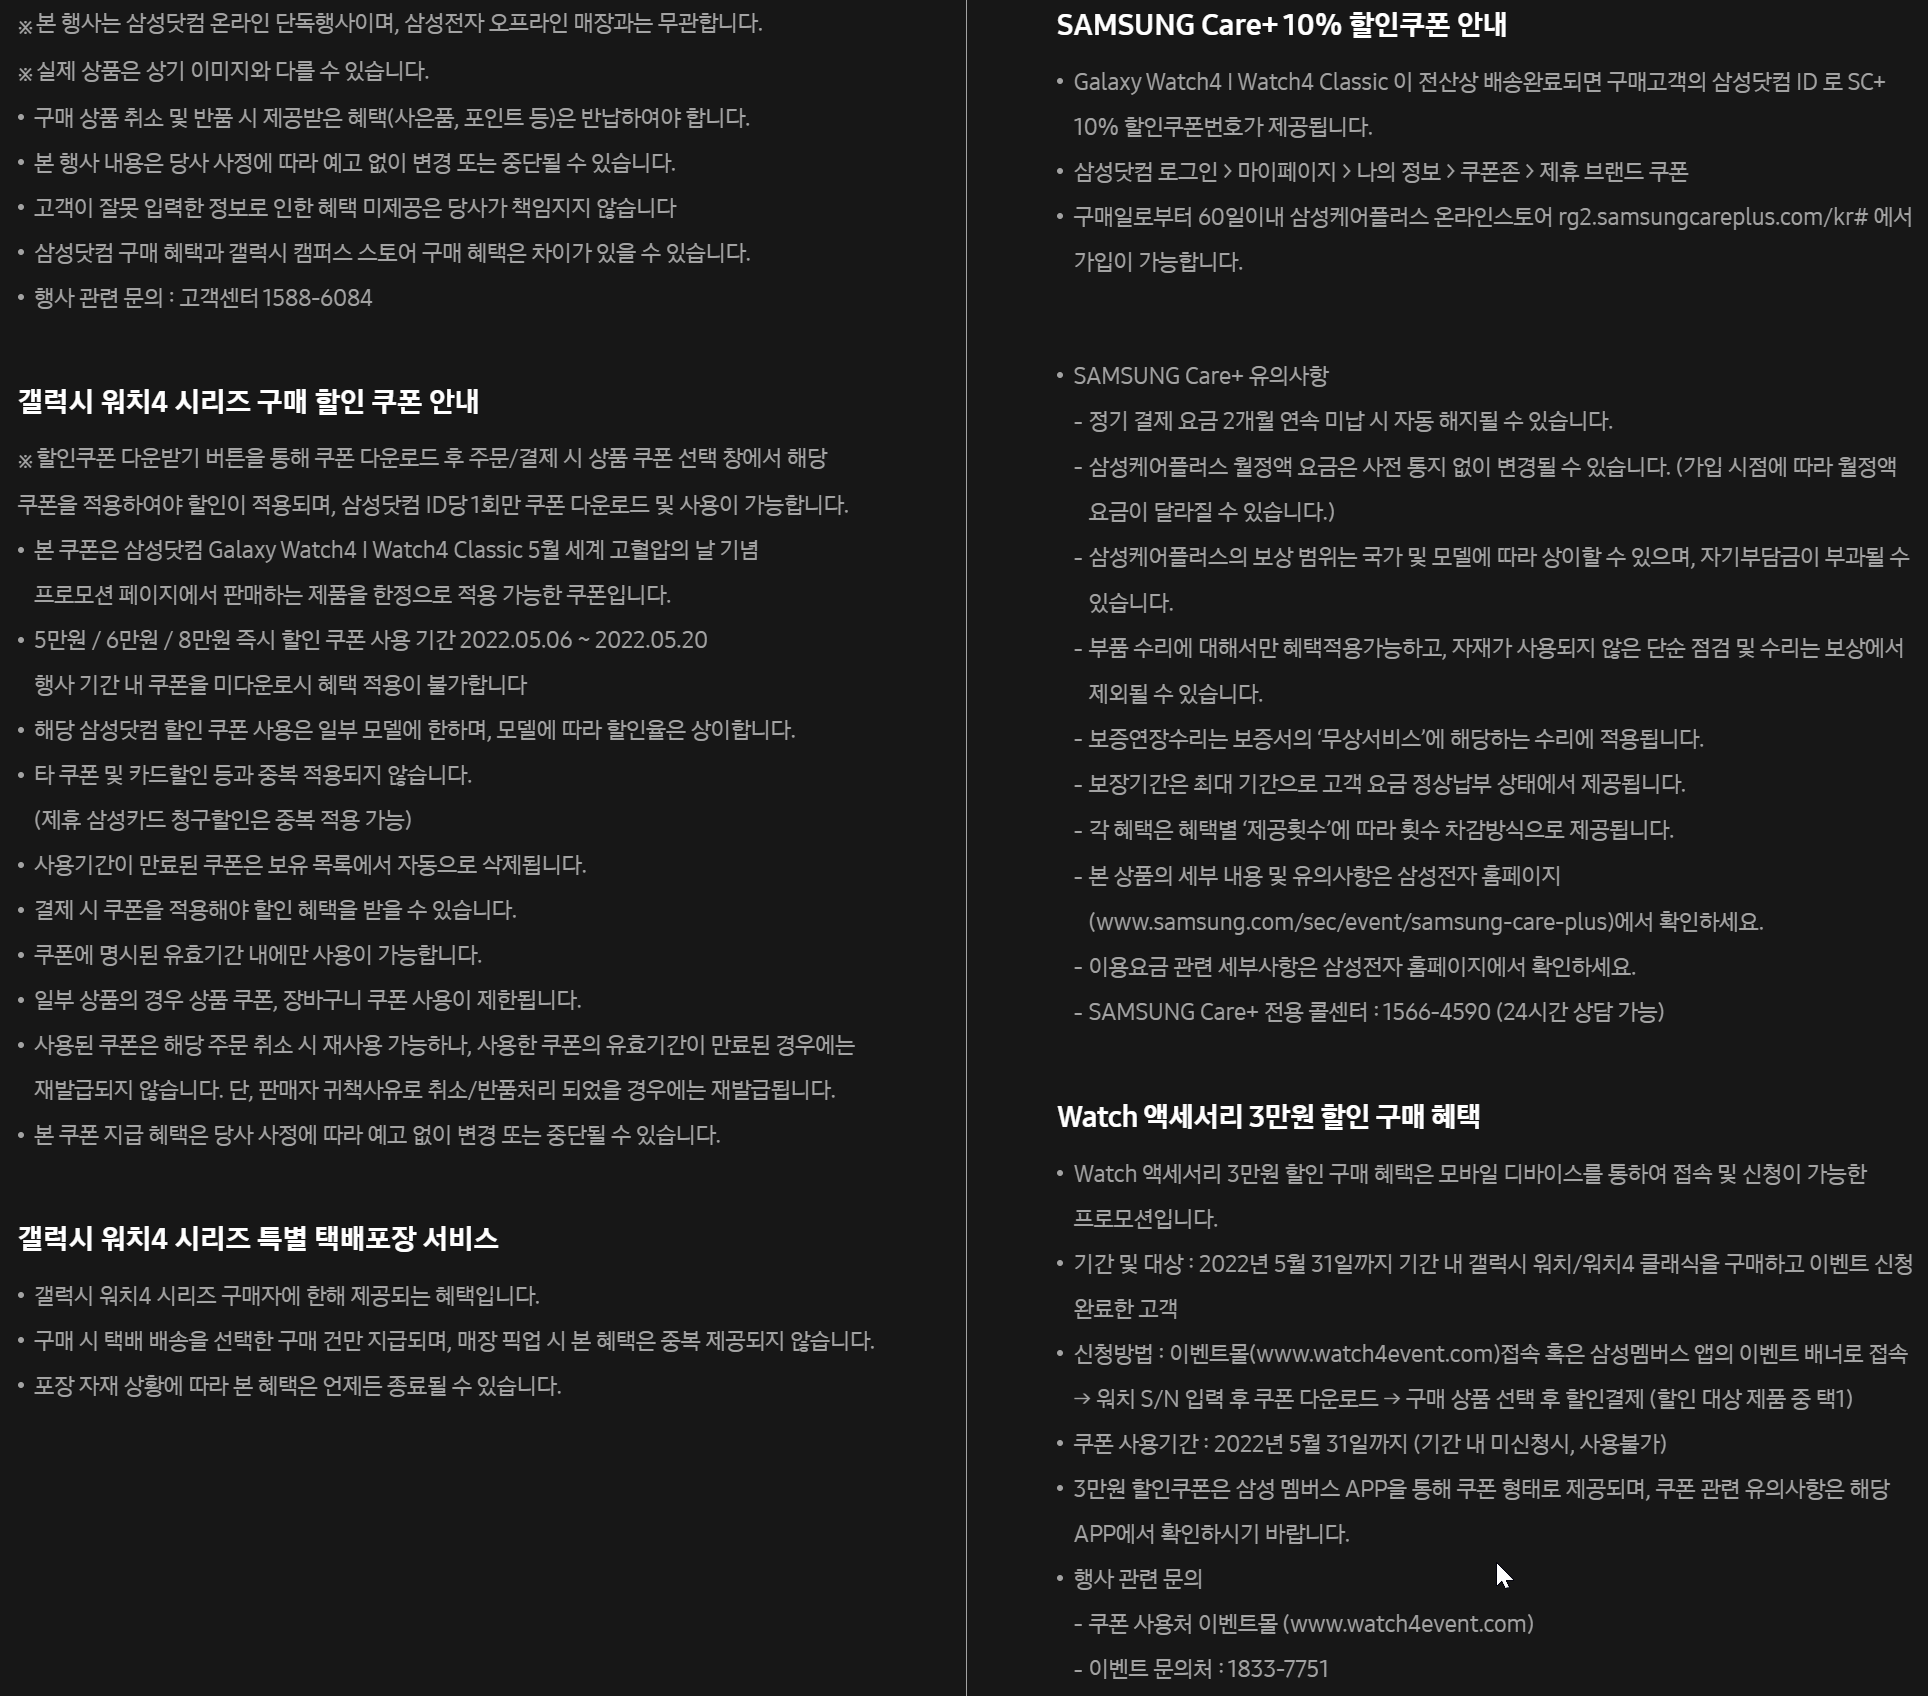 ※ 본 행사는 삼성닷컴 온라인 단독행사이며, 삼성전자 오프라인 매장과는 무관합니다.
※ 실제 상품은 상기 이미지와 다를 수 있습니다.
• 구매 상품 취소 및 반품 시 제공받은 혜택(사은품, 포인트 등)은 반납하여야 합니다.
• 본 행사 내용은 당사 사정에 따라 예고 없이 변경 또는 중단될 수 있습니다.
• 고객이 잘못 입력한 정보로 인한 혜택 미제공은 당사가 책임지지 않습니다
• 삼성닷컴 구매 혜택과 갤럭시 캠퍼스 스토어 구매 혜택은 차이가 있을 수 있습니다.
• 행사 관련 문의 : 고객센터 1588-6084
갤럭시 워치4 시리즈 구매 할인 쿠폰 안내
※ 할인쿠폰 다운받기 버튼을 통해 쿠폰 다운로드 후 주문/결제 시 상품 쿠폰 선택 창에서 해당
쿠폰을 적용하여야 할인이 적용되며, 삼성닷컴 ID당 1회만 쿠폰 다운로드 및 사용이 가능합니다.
• 본 쿠폰은 삼성닷컴 Galaxy Watch4 I Watch4 Classic 5월 세계 고혈압의 날 기념
프로모션 페이지에서 판매하는 제품을 한정으로 적용 가능한 쿠폰입니다.
• 5만원 / 6만원 / 8만원 즉시 할인 쿠폰 사용 기간 2022.05.06 ~ 2022.05.20
행사 기간 내 쿠폰을 미다운로시 혜택 적용이 불가합니다
• 해당 삼성닷컴 할인 쿠폰 사용은 일부 모델에 한하며, 모델에 따라 할인율은 상이합니다.
• 타 쿠폰 및 카드할인 등과 중복 적용되지 않습니다.
(제휴 삼성카드 청구할인은 중복 적용 가능)
• 사용기간이 만료된 쿠폰은 보유 목록에서 자동으로 삭제됩니다.
• 결제 시 쿠폰을 적용해야 할인 혜택을 받을 수 있습니다.
• 쿠폰에 명시된 유효기간 내에만 사용이 가능합니다.
• 일부 상품의 경우 상품 쿠폰, 장바구니 쿠폰 사용이 제한됩니다.
• 사용된 쿠폰은 해당 주문 취소 시 재사용 가능하나, 사용한 쿠폰의 유효기간이 만료된 경우에는
재발급되지 않습니다. 단, 판매자 귀책사유로 취소/반품처리 되었을 경우에는 재발급됩니다.
• 본 쿠폰 지급 혜택은 당사 사정에 따라 예고 없이 변경 또는 중단될 수 있습니다.
갤럭시 워치4 시리즈 특별 택배포장 서비스
• 갤럭시 워치4 시리즈 구매자에 한해 제공되는 혜택입니다.
• 구매 시 택배 배송을 선택한 구매 건만 지급되며, 매장 픽업 시 본 혜택은 중복 제공되지 않습니다.
• 포장 자재 상황에 따라 본 혜택은 언제든 종료될 수 있습니다.
SAMSUNG Care+ 10% 할인쿠폰 안내
• Galaxy Watch4 I Watch4 Classic 이 전산상 배송완료되면 구매고객의 삼성닷컴 ID 로 SC+
10% 할인쿠폰번호가 제공됩니다.
• 삼성닷컴 로그인 > 마이페이지 > 나의 정보 > 쿠폰존 > 제휴 브랜드 쿠폰
• 구매일로부터 60일이내 삼성케어플러스 온라인스토어 rg2.samsungcareplus.com/kr# 에서
가입이 가능합니다.
• SAMSUNG Care+ 유의사항
- 정기 결제 요금 2개월 연속 미납 시 자동 해지될 수 있습니다.
- 삼성케어플러스 월정액 요금은 사전 통지 없이 변경될 수 있습니다. (가입 시점에 따라 월정액
요금이 달라질 수 있습니다.)
- 삼성케어플러스의 보상 범위는 국가 및 모델에 따라 상이할 수 있으며, 자기부담금이 부과될 수
있습니다.
- 부품 수리에 대해서만 혜택적용가능하고, 자재가 사용되지 않은 단순 점검 및 수리는 보상에서
제외될 수 있습니다.
- 보증연장수리는 보증서의 ‘무상서비스’에 해당하는 수리에 적용됩니다.
- 보장기간은 최대 기간으로 고객 요금 정상납부 상태에서 제공됩니다.
- 각 혜택은 혜택별 ‘제공횟수’에 따라 횟수 차감방식으로 제공됩니다.
- 본 상품의 세부 내용 및 유의사항은 삼성전자 홈페이지
(www.samsung.com/sec/event/samsung-care-plus)에서 확인하세요.
- 이용요금 관련 세부사항은 삼성전자 홈페이지에서 확인하세요.
- SAMSUNG Care+ 전용 콜센터 : 1566-4590 (24시간 상담 가능)
Watch 액세서리 3만원 할인 구매 혜택
• Watch 액세서리 3만원 할인 구매 혜택은 모바일 디바이스를 통하여 접속 및 신청이 가능한
프로모션입니다.
• 기간 및 대상 : 2022년 5월 31일까지 기간 내 갤럭시 워치/워치4 클래식을 구매하고 이벤트 신청
완료한 고객
• 신청방법 : 이벤트몰(www.watch4event.com)접속 혹은 삼성멤버스 앱의 이벤트 배너로 접속
→ 워치 S/N 입력 후 쿠폰 다운로드 → 구매 상품 선택 후 할인결제 (할인 대상 제품 중 택1)
• 쿠폰 사용기간 : 2022년 5월 31일까지 (기간 내 미신청시, 사용불가)
• 3만원 할인쿠폰은 삼성 멤버스 APP을 통해 쿠폰 형태로 제공되며, 쿠폰 관련 유의사항은 해당
APP에서 확인하시기 바랍니다.
• 행사 관련 문의
- 쿠폰 사용처 이벤트몰 (www.watch4event.com)
- 이벤트 문의처 : 1833-7751